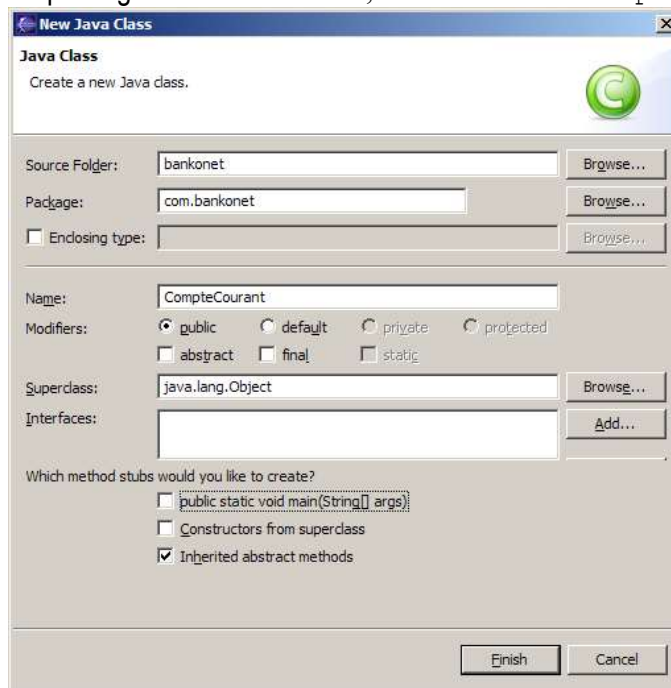 New Java Class
Java Class
Create a new Java class.
Source Folder: bankonet Browse...
Package: com.bankonet Browse...
Enclosing type: Browse...
Name: CompteCourant
Modifiers: public default private protected
abstract final static
Superclass: java.lang.Object Browse...
Interfaces: Add...
Which method stubs would you like to create?
public static void main(String[] args)
Constructors from superclass
Inherited abstract methods
Finish Cancel